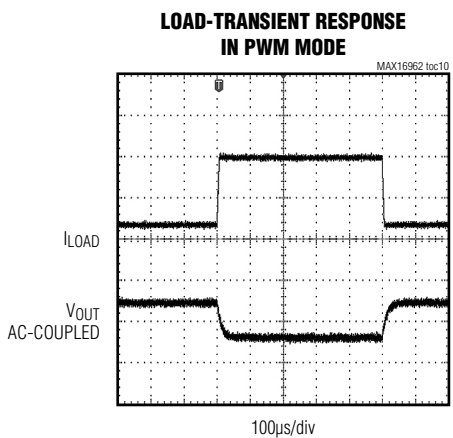 LOAD-TRANSIENT RESPONSE
IN PWM MODE
MAX16962 toc10
ILOAD
VOUT
AC-COUPLED
100µs/div